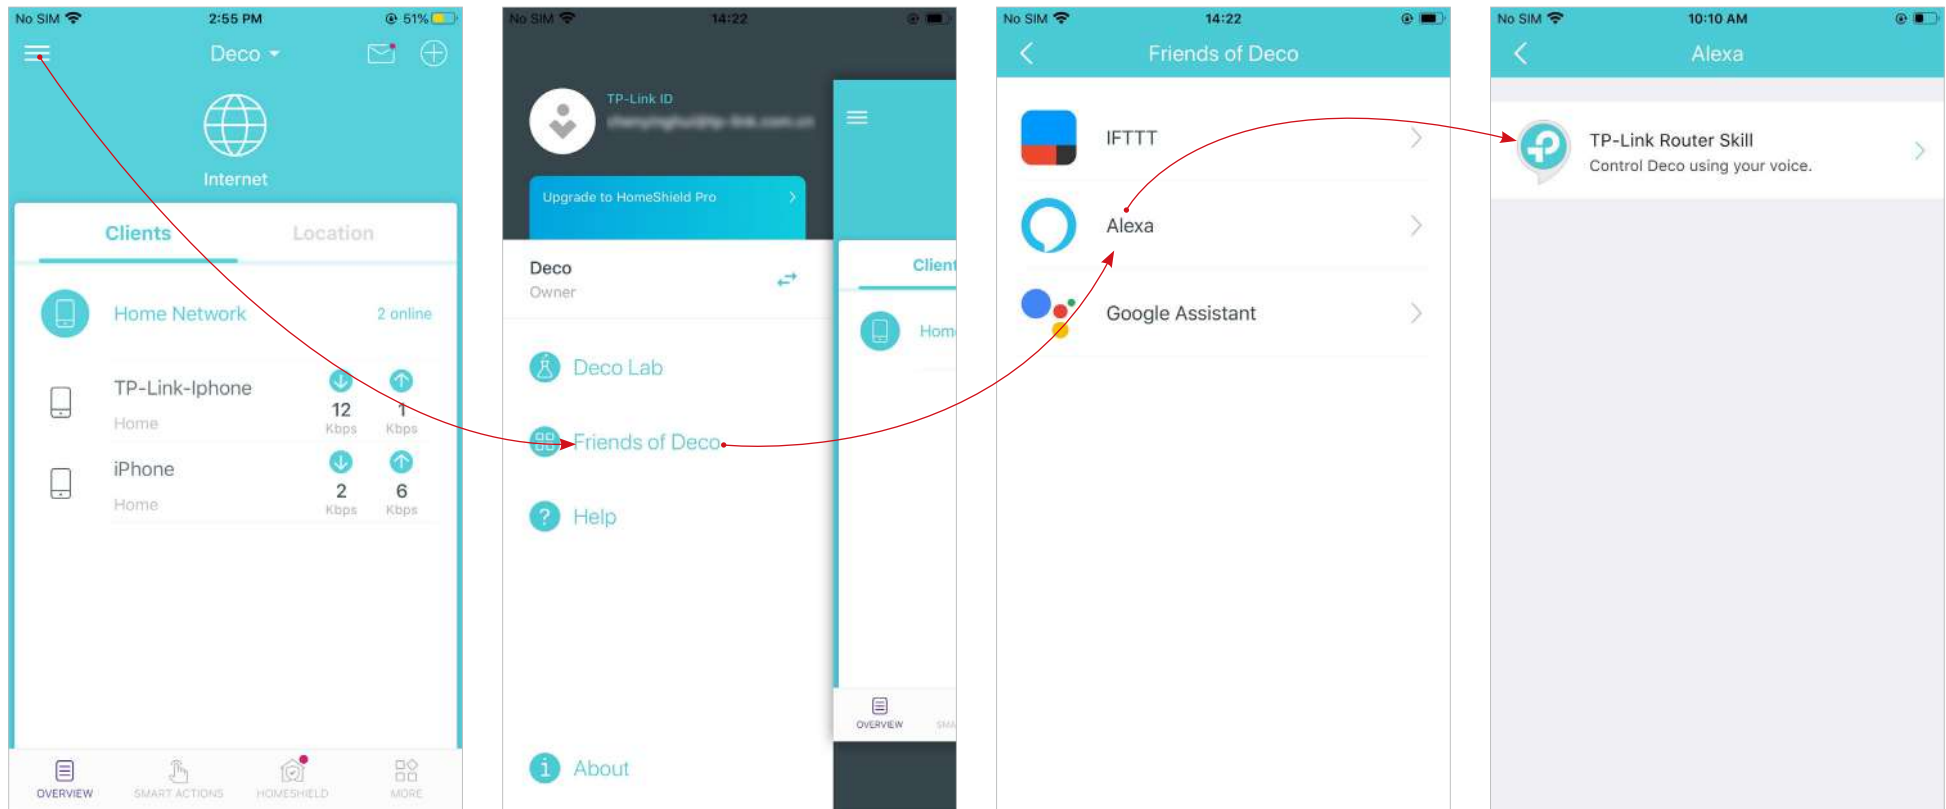 No SIM 2:55 PM 51%
Deco
Internet
Clients Location
Home Network 2 online
TP-Link-Iphone 12 1
Home Kbps Kbps
iPhone 2 6
Home Kbps Kbps
OVERVIEW SMART ACTIONS HOMESHIELD MORE
No SIM 14:22
TP-Link ID
Upgrade to HomeShield Pro
Deco
Owner
Deco Lab
Friends of Deco
Help
About
Client
Hom
OVERVIEW SMA
No SIM 14:22
Friends of Deco
IFTTT
Alexa
Google Assistant
No SIM 10:10 AM
Alexa
TP-Link Router Skill
Control Deco using your voice.